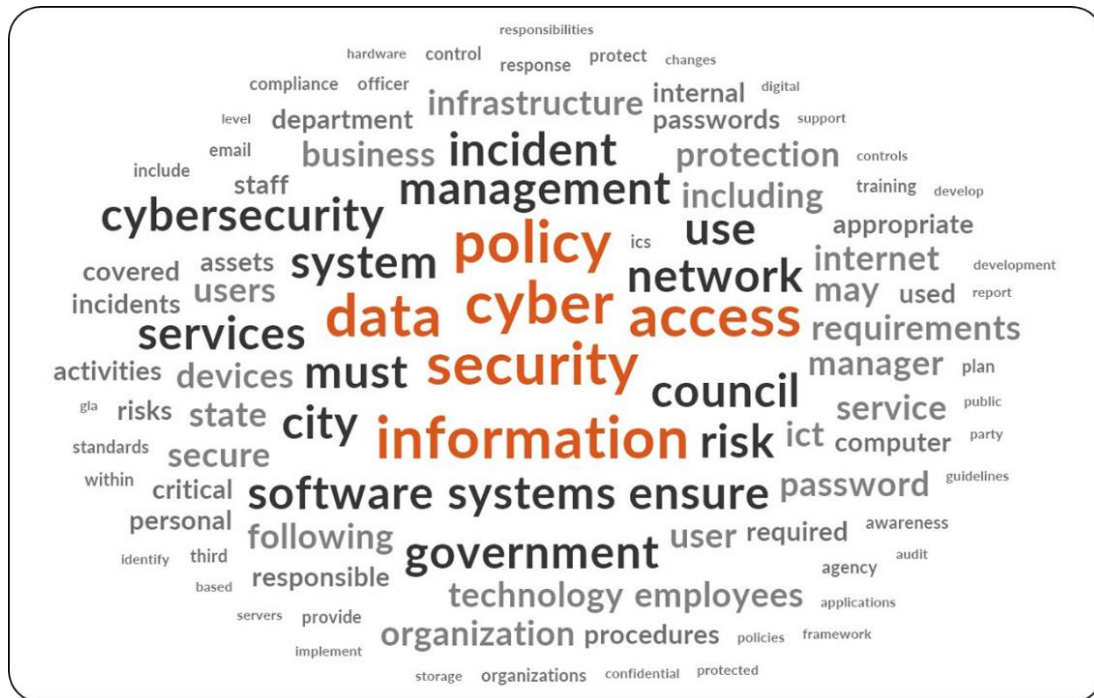 responsibilities
hardware control response protect changes
compliance officer infrastructure internal digital
level department passwords support
email business incident protection controls
include staff management including training develop
cybersecurity policy ics use appropriate
covered assets system network internet development
incidents users data cyber access may used report
services security requirements
activities devices must council manager plan
gla risks state city information risk ict service public
standards secure computer party
within critical software systems ensure password guidelines
personal following government user required awareness
identify third agency audit
based responsible technology employees applications
servers provide organization procedures policies framework
implement
storage organizations confidential protected